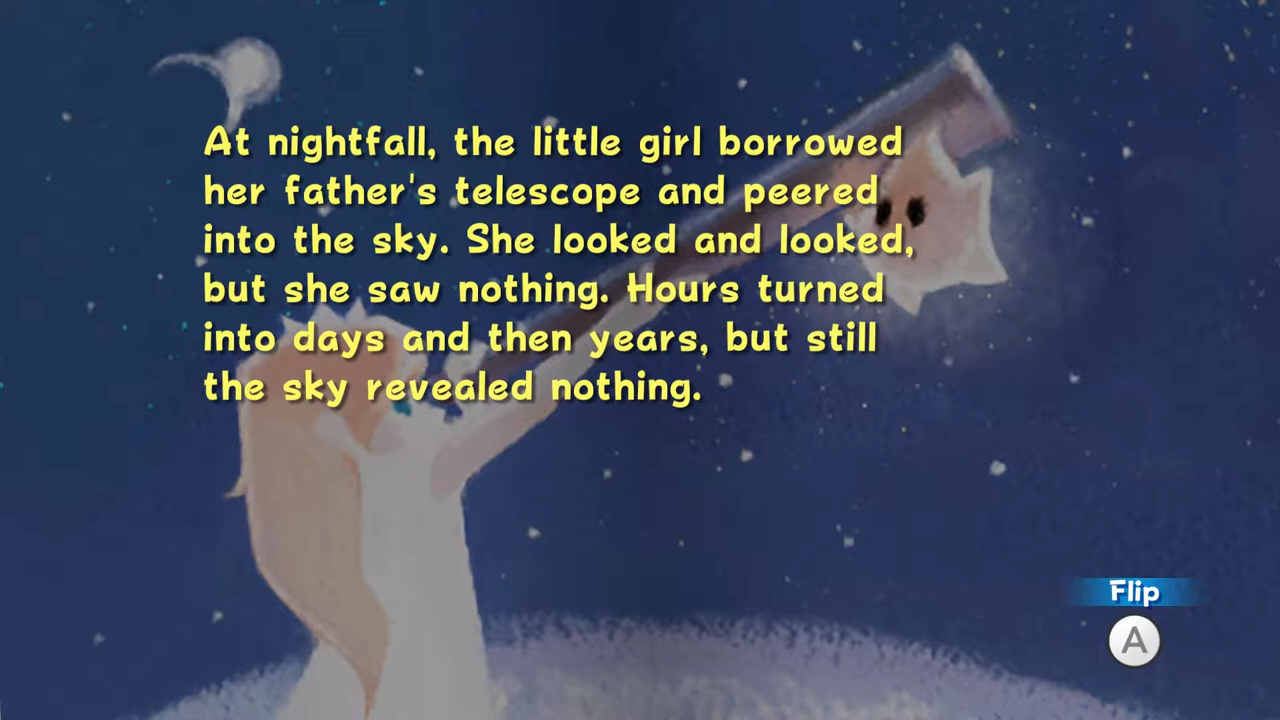 At nightfall, the little girl borrowed
her father's telescope and peered
into the sky. She looked and looked,
but she saw nothing. Hours turned
into days and then years, but still
the sky revealed nothing.
Flip
A